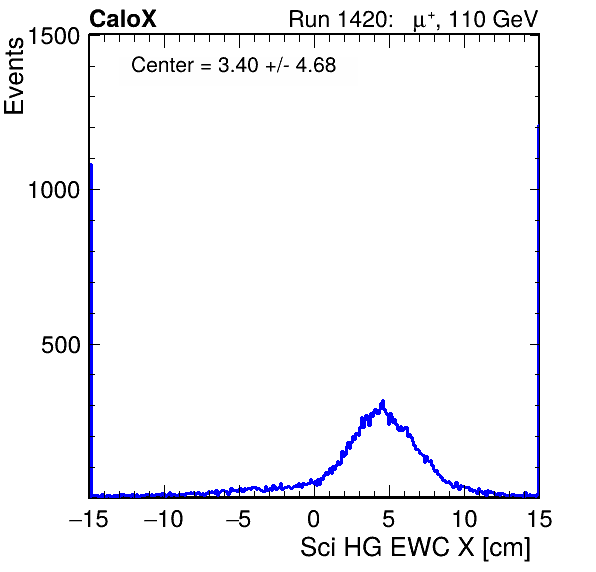 CaloX Run 1420: μ⁺, 110 GeV
Events
1500
Center = 3.40 +/- 4.68
1000
500
−15 −10 −5 0 5 10 15
Sci HG EWC X [cm]